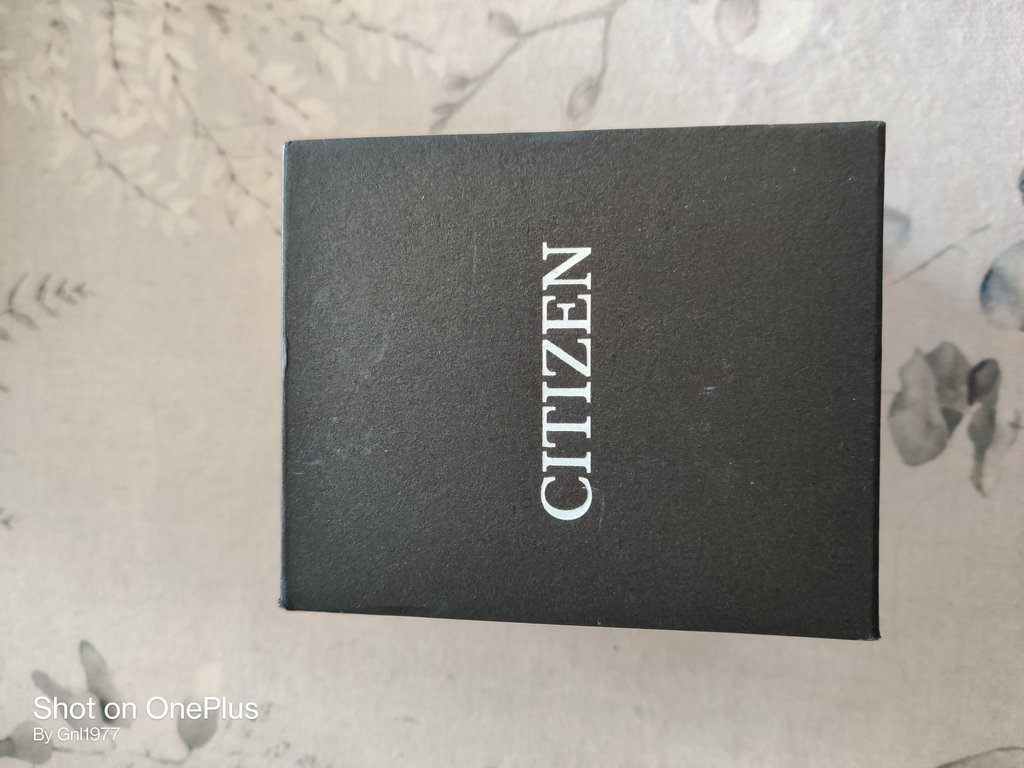 CITIZEN
Shot on OnePlus
By Gnl1977